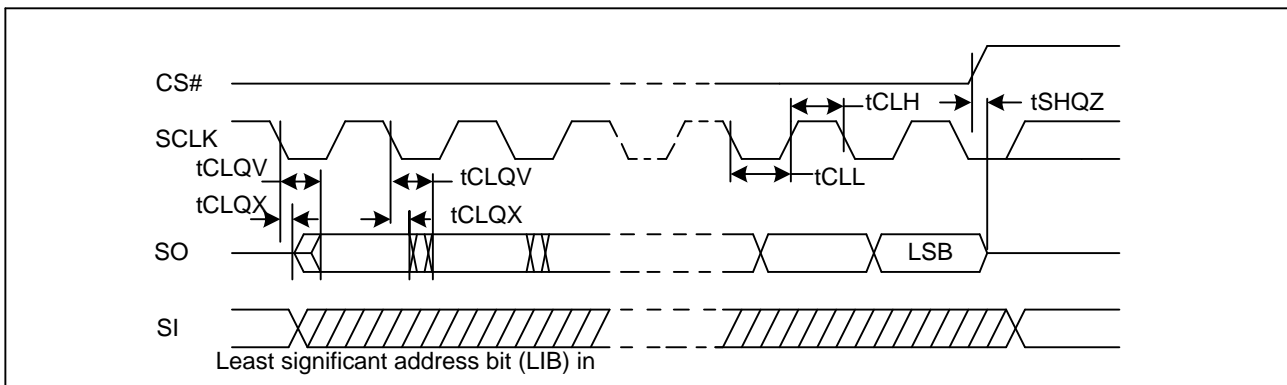 CS#
tCLH
tSHQZ
SCLK
tCLQV
tCLQV
tCLL
tCLQX
tCLQX
SO
LSB
SI
Least significant address bit (LIB) in